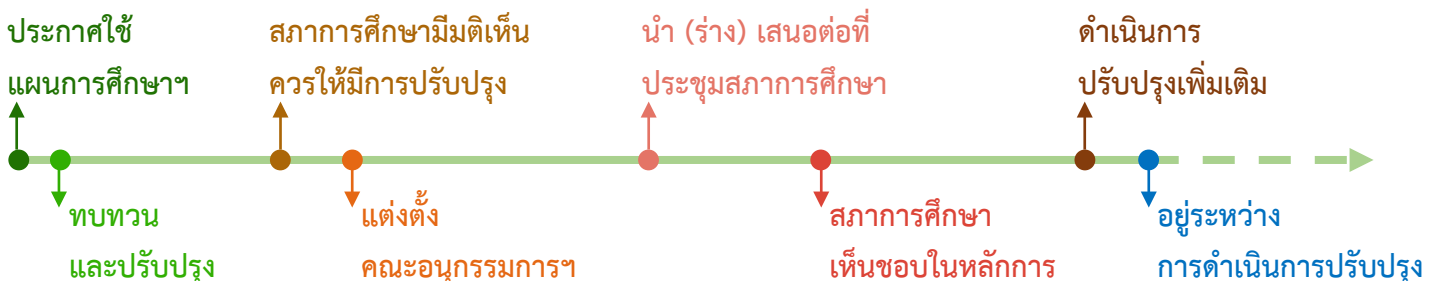 ประกาศใช้
แผนการศึกษาฯ
สภาการศึกษามีมติเห็น
ควรให้มีการปรับปรุง
นำ (ร่าง) เสนอต่อที่
ประชุมสภาการศึกษา
ดำเนินการ
ปรับปรุงเพิ่มเติม
ทบทวน
และปรับปรุง
แต่งตั้ง
คณะอนุกรรมการฯ
สภาการศึกษา
เห็นชอบในหลักการ
อยู่ระหว่าง
การดำเนินการปรับปรุง